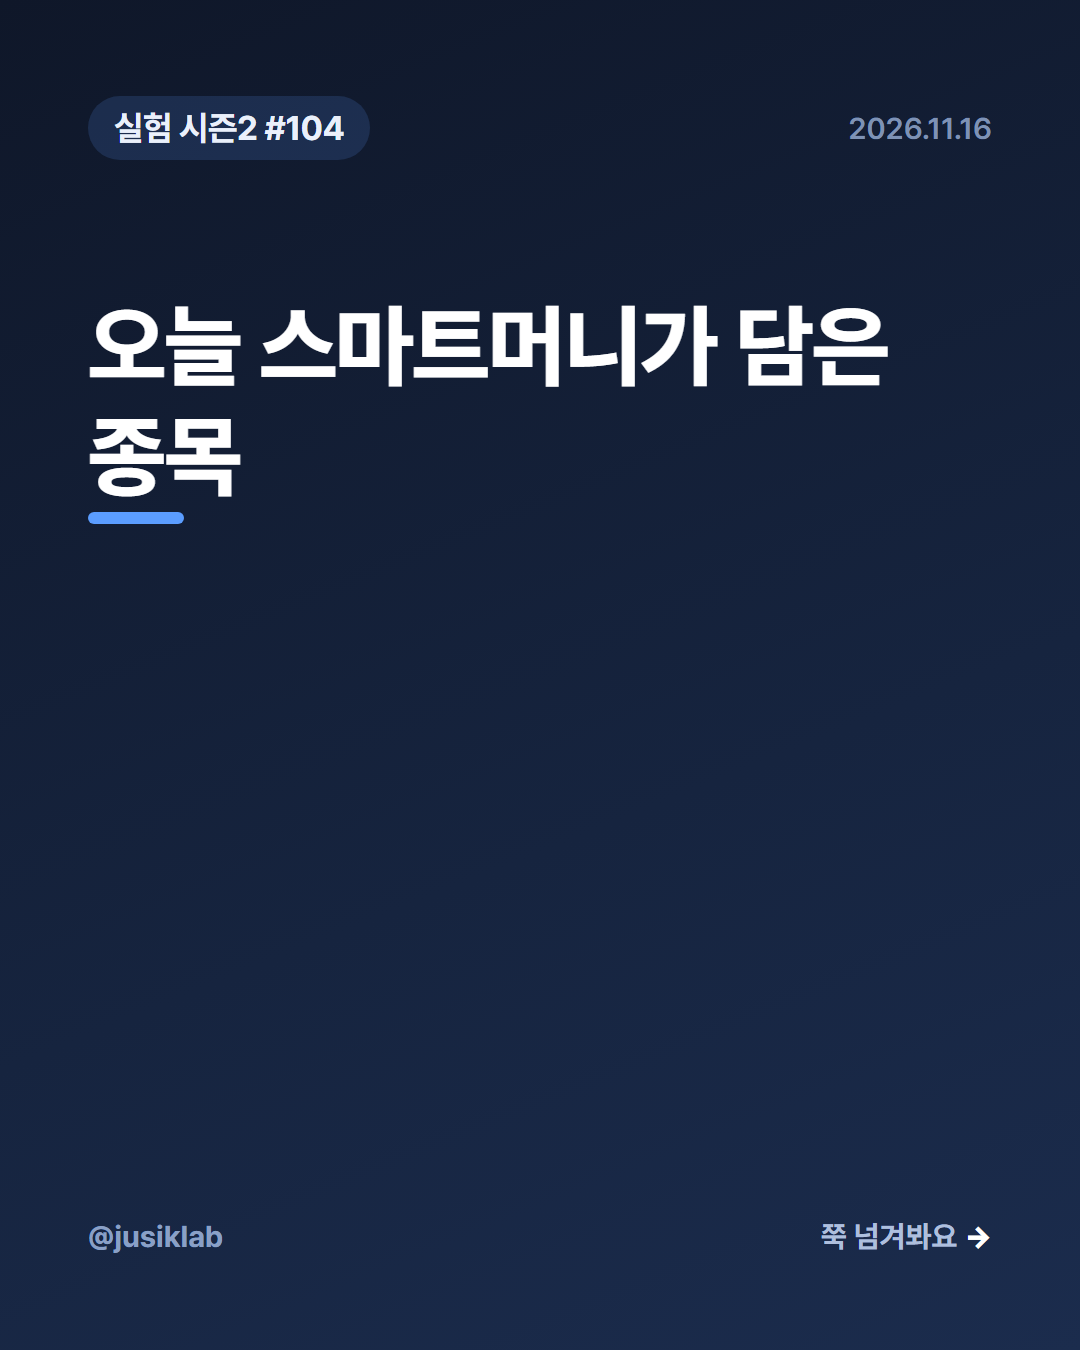 실험 시즌2 #104
2026.11.16
오늘 스마트머니가 담은
종목
@jusiklab
쭉 넘겨봐요 →